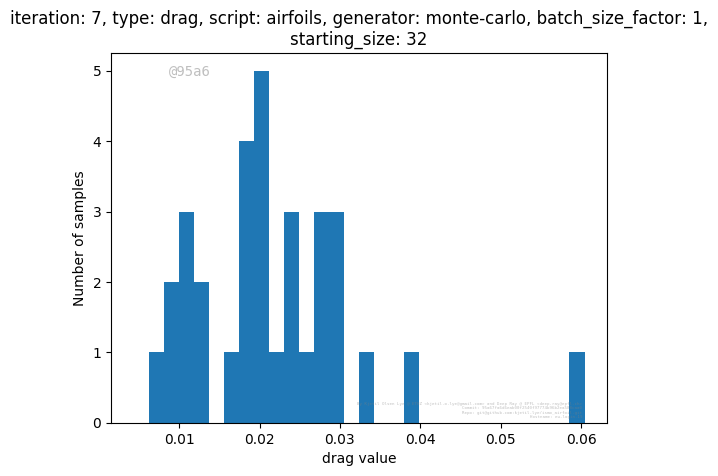 iteration: 7, type: drag, script: airfoils, generator: monte-carlo, batch_size_factor: 1,
starting_size: 32
@95a6
5
4
3
2
1
0
Number of samples
0.01 0.02 0.03 0.04 0.05 0.06
drag value